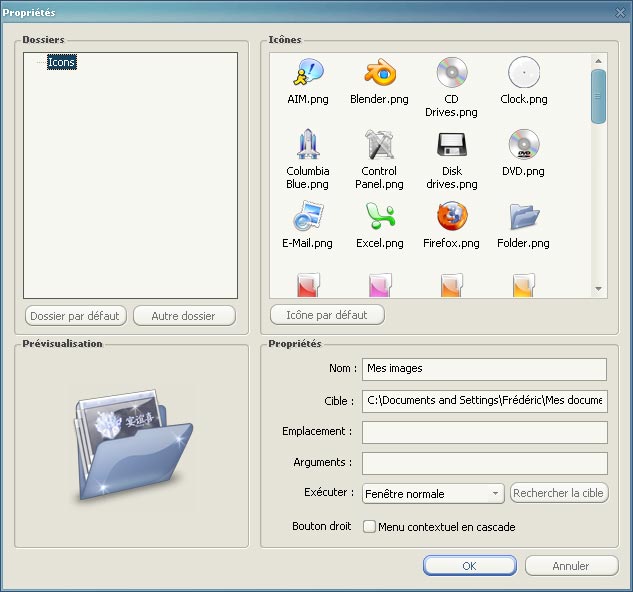 Propriétés
Dossiers
Icons
Dossier par défaut
Autre dossier
Icônes
AIM.png
Blender.png
CD
Drives.png
Clock.png
Columbia
Blue.png
Control
Panel.png
Disk
drives.png
DVD
DVD.png
E-Mail.png
Excel.png
Firefox.png
Folder.png
Icône par défaut
Prévisualisation
Propriétés
Nom :
Mes images
Cible :
C:\Documents and Settings\Frédéric\Mes docume
Emplacement :
Arguments :
Exécuter :
Fenêtre normale
Rechercher la cible
Bouton droit
Menu contextuel en cascade
OK
Annuler